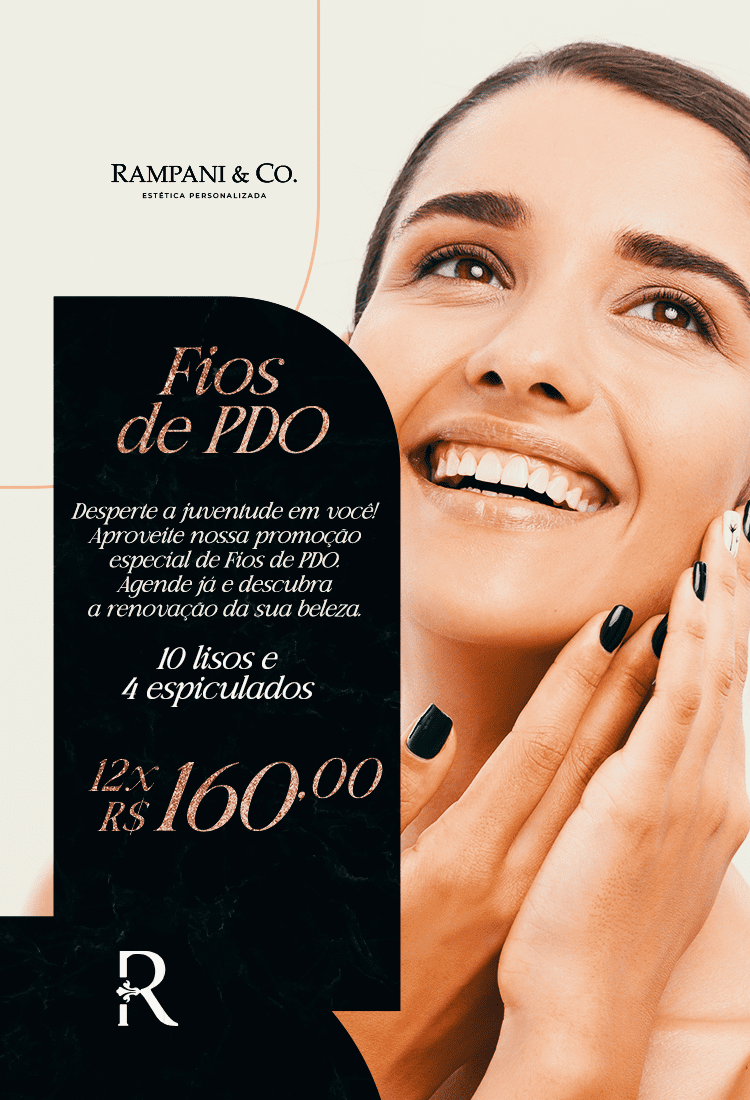 RAMPANI & CO.
ESTÉTICA PERSONALIZADA
Fios
de PDO
Desperte a juventude em você!
Aproveite nossa promoção
especial de Fios de PDO.
Agende já e descubra
a renovação da sua beleza.
10 lisos e
4 espiculados
12x
R$ 160,00
R